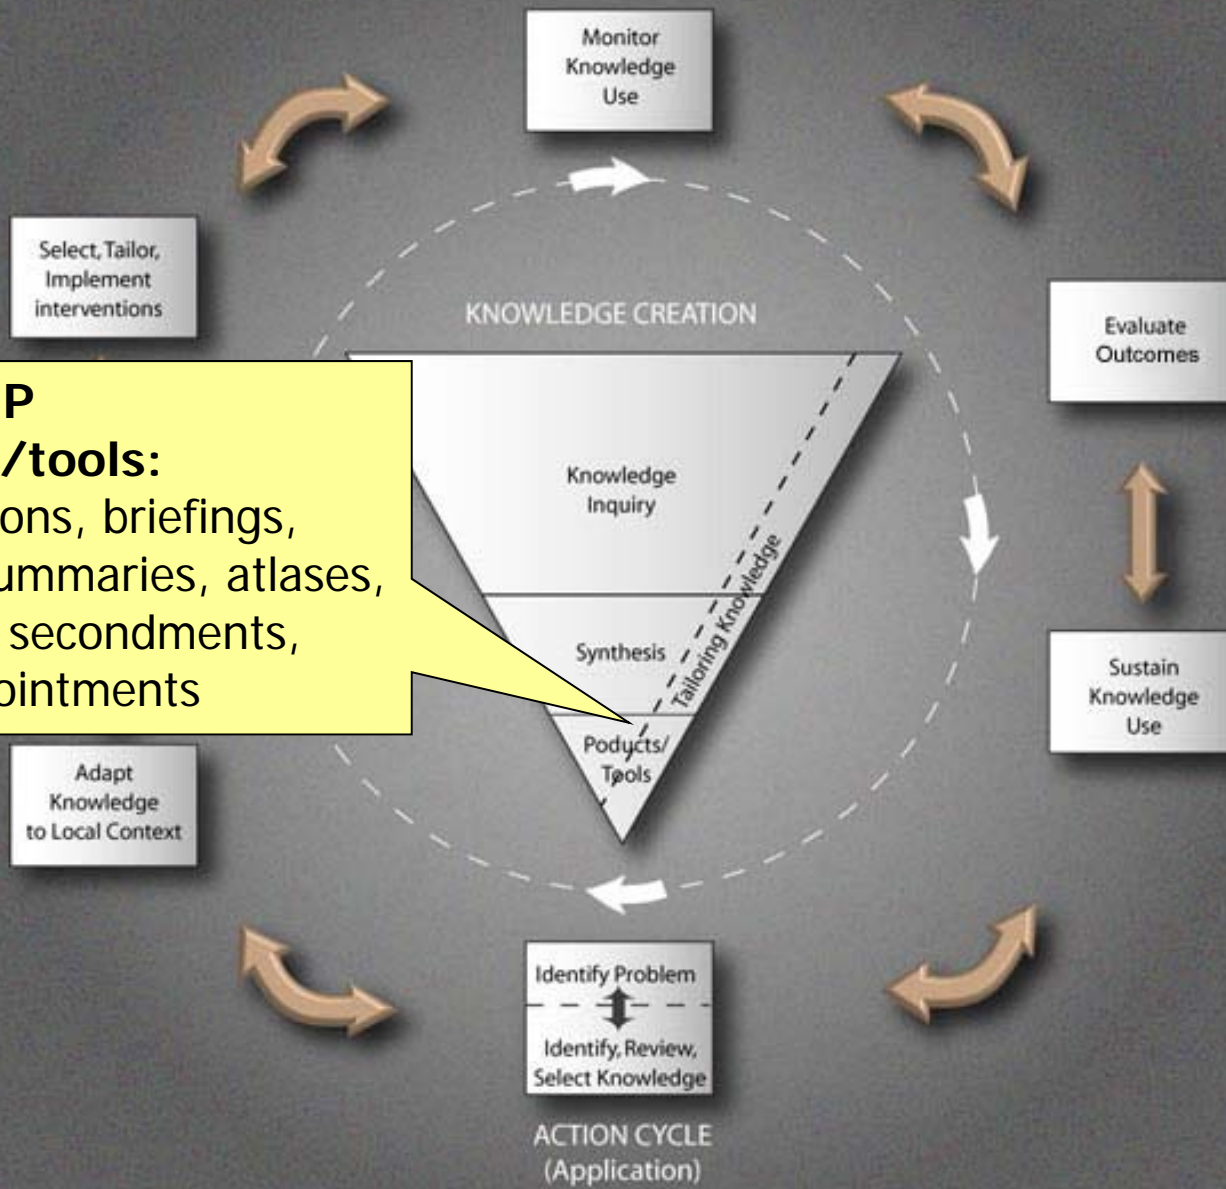 Monitor
Knowledge
Use
Select, Tailor,
Implement
interventions
KNOWLEDGE CREATION
Evaluate
Outcomes
P
/tools:
ons, briefings,
ummaries, atlases,
secondments,
ointments
Knowledge
Inquiry
Synthesis
Tailoring Knowledge
Poducts/
Tools
Sustain
Knowledge
Use
Adapt
Knowledge
to Local Context
Identify Problem
Identify, Review,
Select Knowledge
ACTION CYCLE
(Application)